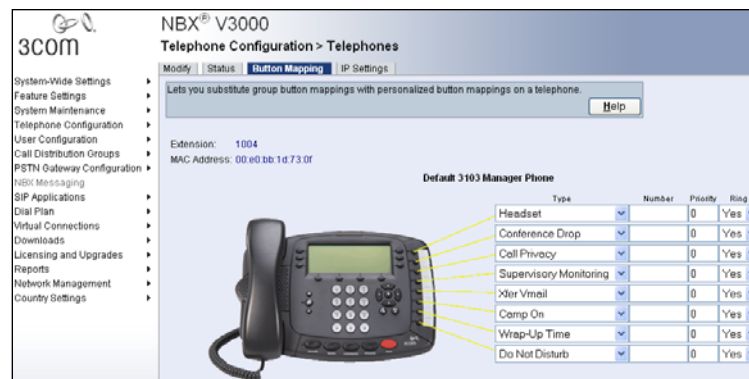 3COM
NBX® V3000
Telephone Configuration > Telephones
Modify Status Button Mapping IP Settings
Lets you substitute group button mappings with personalized button mappings on a telephone.
Help
System-Wide Settings
Feature Settings
System Maintenance
Telephone Configuration
User Configuration
Call Distribution Groups
PSTN Gateway Configuration
NBX Messaging
SIP Applications
Dial Plan
Virtual Connections
Downloads
Licensing and Upgrades
Reports
Network Management
Country Settings
Extension: 1004
MAC Address: 00:e0:bb:1d:73:0f
Default 3103 Manager Phone
Type Number Priority Ring
Headset 0 Yes
Conference Drop 0 Yes
Call Privacy 0 Yes
Supervisory Monitoring 0 Yes
Xfer Vmail 0 Yes
Camp On 0 Yes
Wrap-Up Time 0 Yes
Do Not Disturb 0 Yes